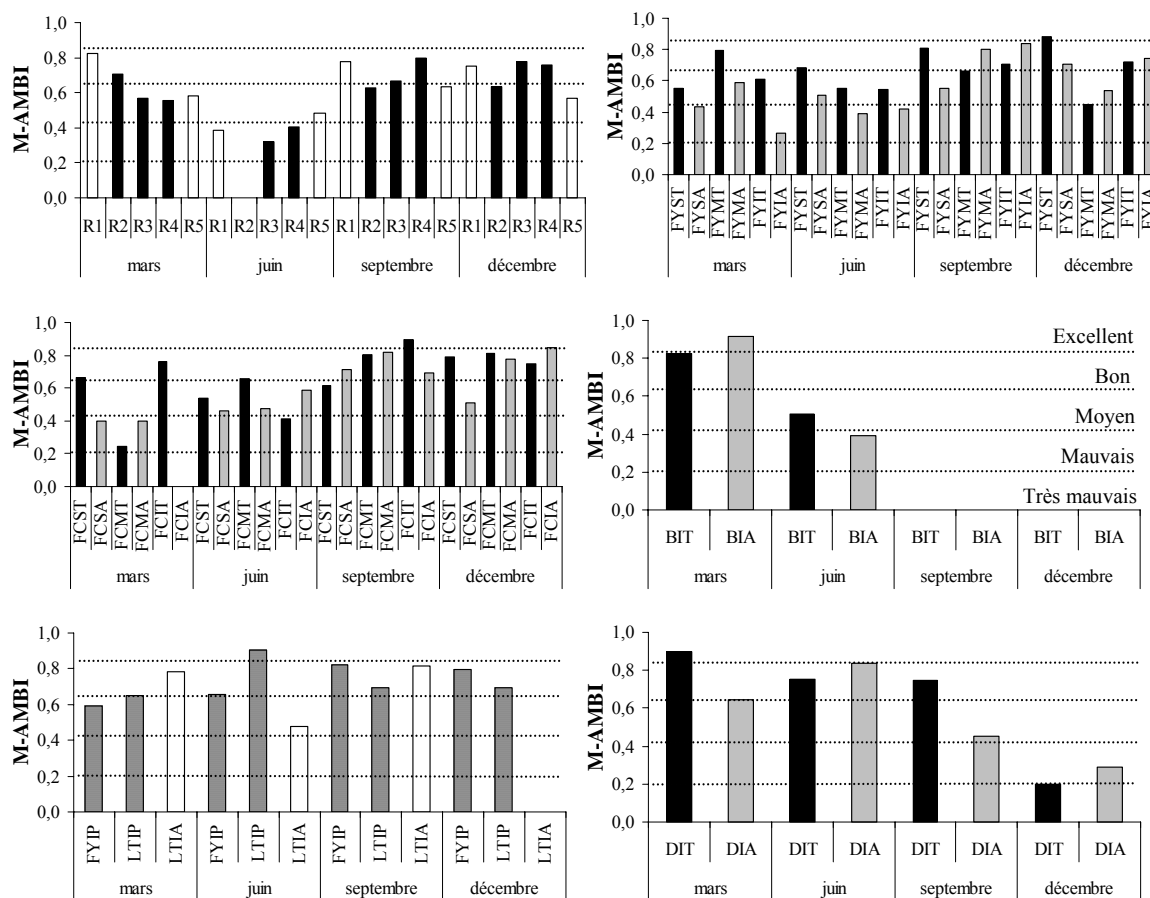 M-AMBI
1,0
0,8
0,6
0,4
0,2
0,0
R1 R2 R3 R4 R5 R1 R2 R3 R4 R5 R1 R2 R3 R4 R5 R1 R2 R3 R4 R5
mars juin septembre décembre
M-AMBI
1,0
0,8
0,6
0,4
0,2
0,0
FYST FYSA FYMT FYMA FYIT FYIA FYST FYSA FYMT FYMA FYIT FYIA FYST FYSA FYMT FYMA FYIT FYIA FYST FYSA FYMT FYMA FYIT FYIA
mars juin septembre décembre
M-AMBI
1,0
0,8
0,6
0,4
0,2
0,0
FCST FCSA FCMT FCMA FCIT FCIA FCST FCSA FCMT FCMA FCIT FCIA FCST FCSA FCMT FCMA FCIT FCIA FCST FCSA FCMT FCMA FCIT FCIA
mars juin septembre décembre
M-AMBI
1,0
0,8
0,6
0,4
0,2
0,0
Excellent
Bon
Moyen
Mauvais
Très mauvais
BIT BIA BIT BIA BIT BIA BIT BIA
mars juin septembre décembre
M-AMBI
1,0
0,8
0,6
0,4
0,2
0,0
FYIP LTIP LTIA FYIP LTIP LTIA FYIP LTIP LTIA FYIP LTIP LTIA
mars juin septembre décembre
M-AMBI
1,0
0,8
0,6
0,4
0,2
0,0
DIT DIA DIT DIA DIT DIA DIT DIA
mars juin septembre décembre